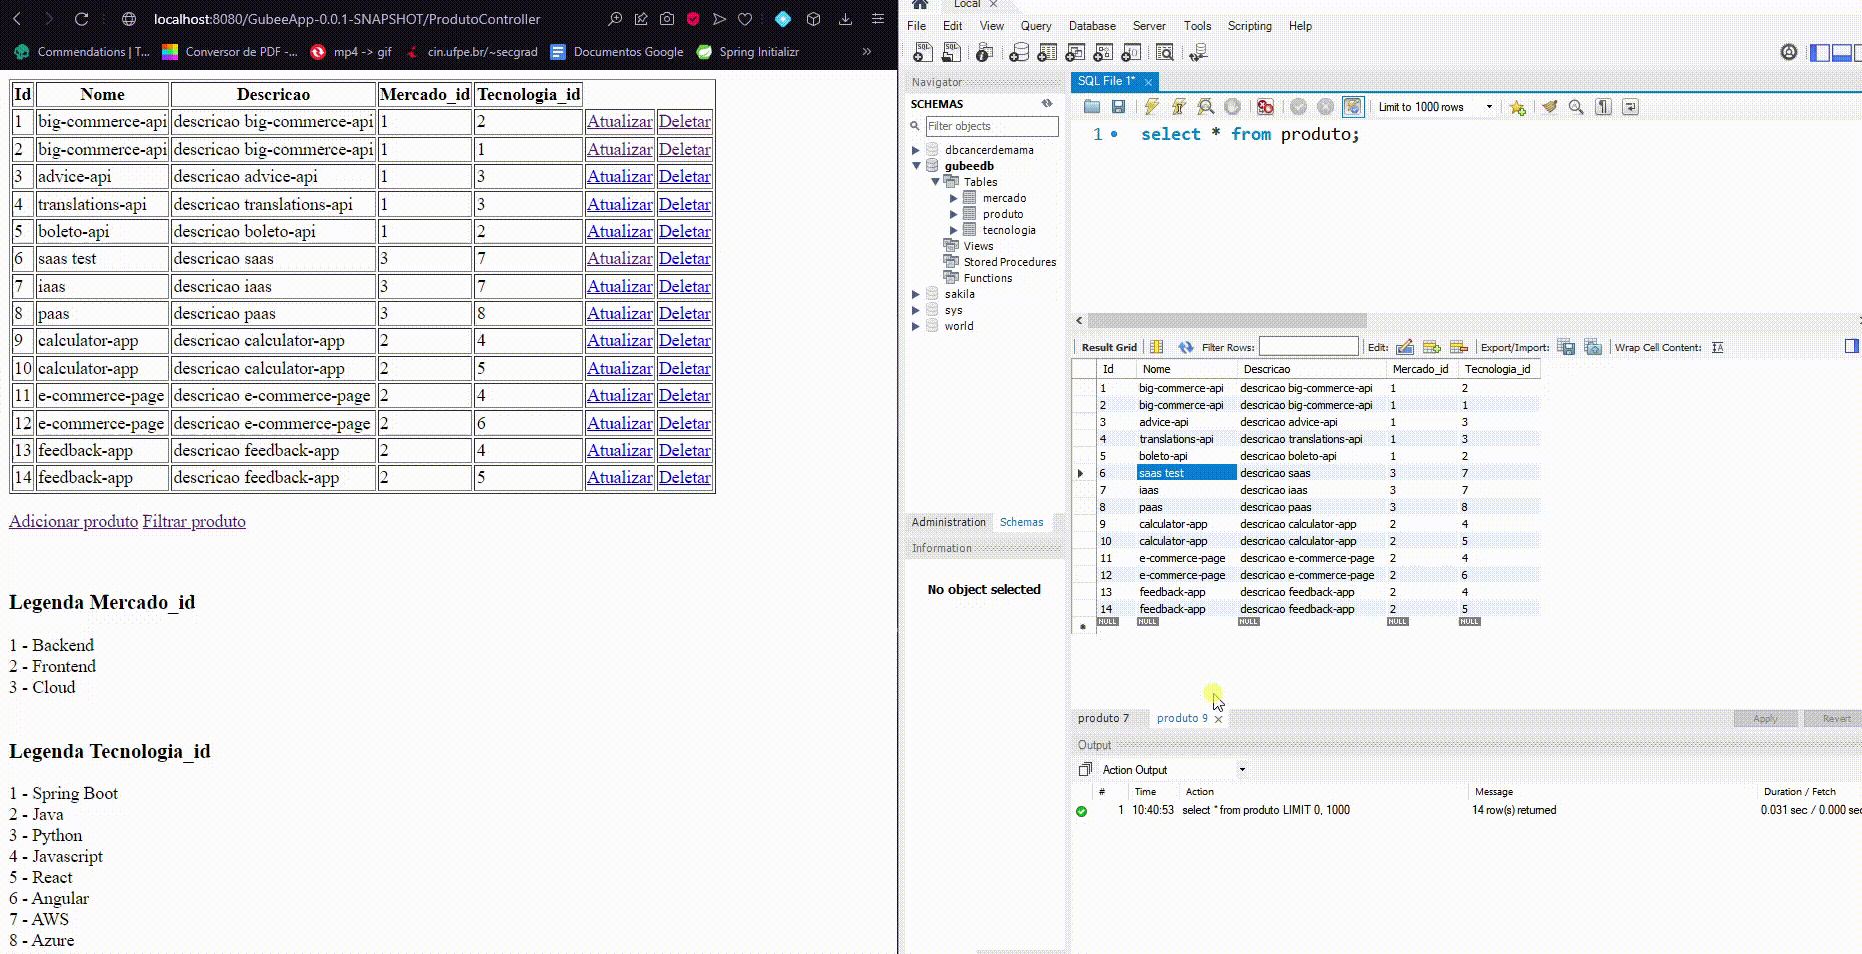 localhost:8080/GubeeApp-0.0.1-SNAPSHOT/ProdutoController
Commendations | T... Conversor de PDF -... mp4 -> gif cin.ufpe.br/~secgrad Documentos Google Spring Initializr »
Id Nome Descricao Mercado_id Tecnologia_id
1 big-commerce-api descricao big-commerce-api 1 2 Atualizar Deletar
2 big-commerce-api descricao big-commerce-api 1 1 Atualizar Deletar
3 advice-api descricao advice-api 1 3 Atualizar Deletar
4 translations-api descricao translations-api 1 3 Atualizar Deletar
5 boleto-api descricao boleto-api 1 2 Atualizar Deletar
6 saas test descricao saas 3 7 Atualizar Deletar
7 iaas descricao iaas 3 7 Atualizar Deletar
8 paas descricao paas 3 8 Atualizar Deletar
9 calculator-app descricao calculator-app 2 4 Atualizar Deletar
10 calculator-app descricao calculator-app 2 5 Atualizar Deletar
11 e-commerce-page descricao e-commerce-page 2 4 Atualizar Deletar
12 e-commerce-page descricao e-commerce-page 2 6 Atualizar Deletar
13 feedback-app descricao feedback-app 2 4 Atualizar Deletar
14 feedback-app descricao feedback-app 2 5 Atualizar Deletar
Adicionar produto Filtrar produto
Legenda Mercado_id
1 - Backend
2 - Frontend
3 - Cloud
Legenda Tecnologia_id
1 - Spring Boot
2 - Java
3 - Python
4 - Javascript
5 - React
6 - Angular
7 - AWS
8 - Azure
Local
File Edit View Query Database Server Tools Scripting Help
Navigator
SCHEMAS
Filter objects
dbcancerdemama
gubeedb
Tables
mercado
produto
tecnologia
Views
Stored Procedures
Functions
sakila
sys
world
Administration Schemas
Information
No object selected
SQL File 1*
Limit to 1000 rows
1 select * from produto;
Result Grid Filter Rows: Edit: Export/Import: Wrap Cell Content:
Id Nome Descricao Mercado_id Tecnologia_id
1 big-commerce-api descricao big-commerce-api 1 2
2 big-commerce-api descricao big-commerce-api 1 1
3 advice-api descricao advice-api 1 3
4 translations-api descricao translations-api 1 3
5 boleto-api descricao boleto-api 1 2
6 saas test descricao saas 3 7
7 iaas descricao iaas 3 7
8 paas descricao paas 3 8
9 calculator-app descricao calculator-app 2 4
10 calculator-app descricao calculator-app 2 5
11 e-commerce-page descricao e-commerce-page 2 4
12 e-commerce-page descricao e-commerce-page 2 6
13 feedback-app descricao feedback-app 2 4
14 feedback-app descricao feedback-app 2 5
NULL NULL NULL NULL NULL
produto 7 produto 9 Apply Revert
Output
Action Output
# Time Action Message Duration / Fetch
1 10:40:53 select * from produto LIMIT 0, 1000 14 row(s) returned 0.031 sec / 0.000 sec